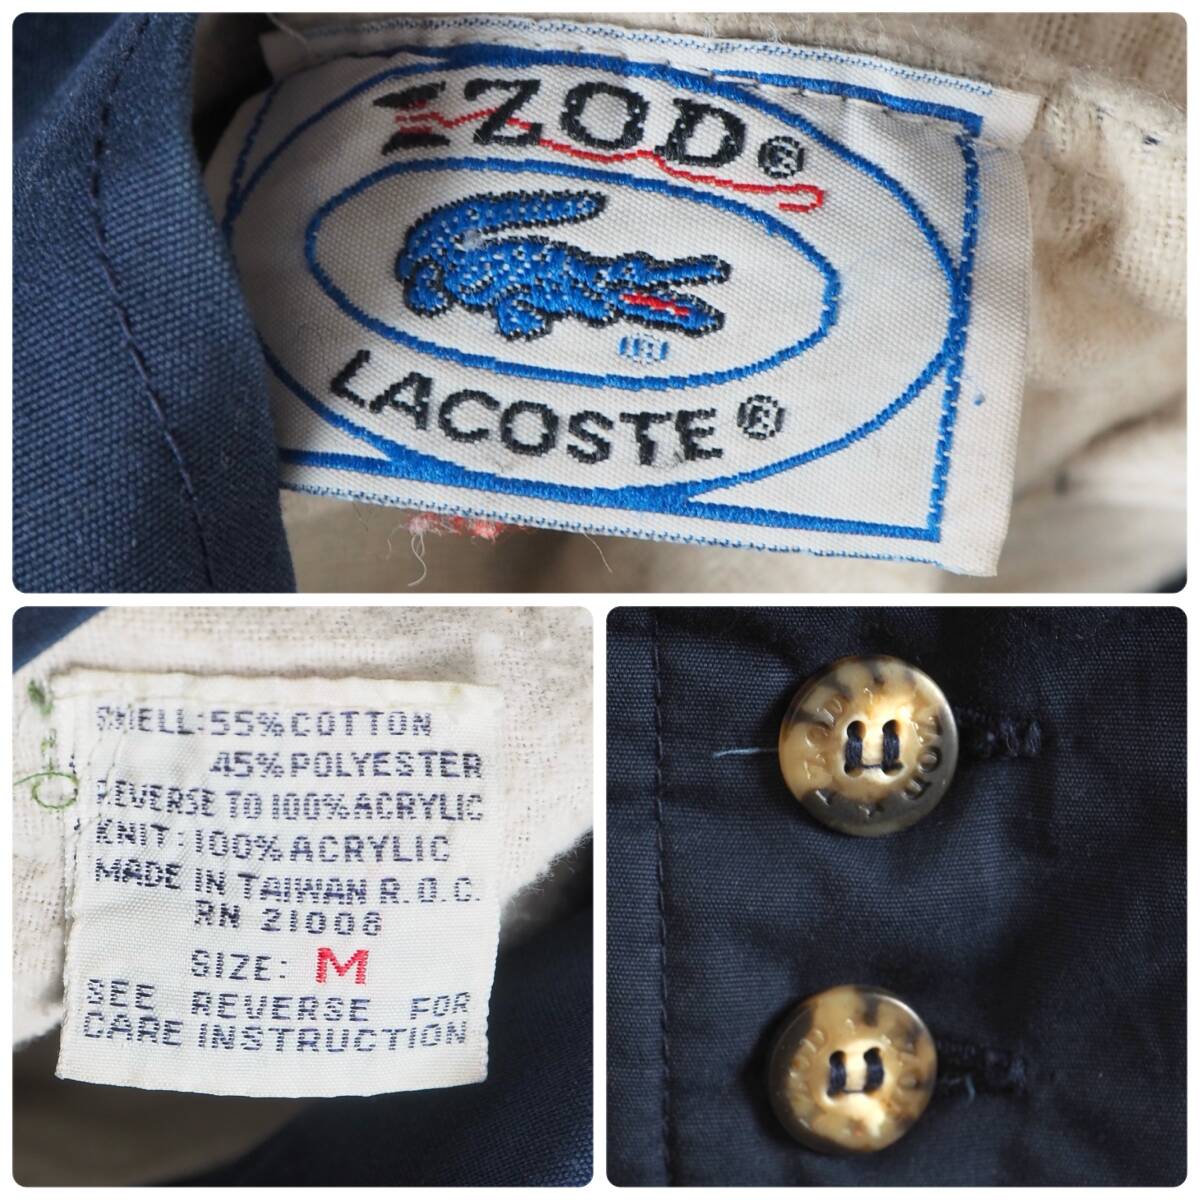 IZOD®
LACOSTE®
SHELL: 55% COTTON
45% POLYESTER
REVERSE TO 100% ACRYLIC
KNIT: 100% ACRYLIC
MADE IN TAIWAN R.O.C.
RN 21008
SIZE: M
SEE REVERSE FOR
CARE INSTRUCTION